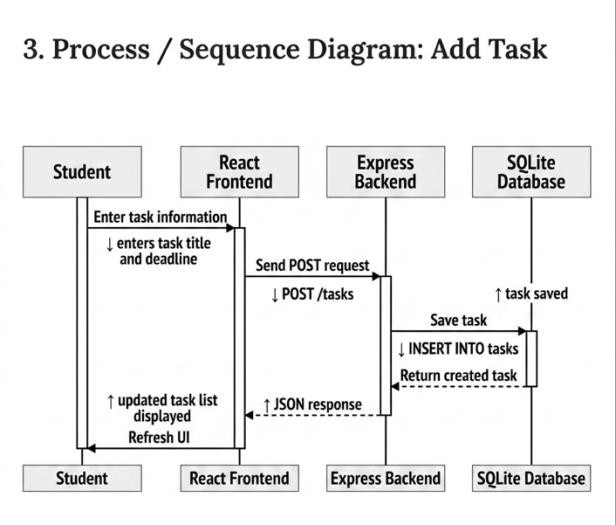 3. Process / Sequence Diagram: Add Task
Student
React
Frontend
Express
Backend
SQLite
Database
Enter task information
↓ enters task title
and deadline
Send POST request
↓ POST /tasks
↑ task saved
Save task
↓ INSERT INTO tasks
Return created task
↑ JSON response
↑ updated task list
displayed
Refresh UI
Student
React Frontend
Express Backend
SQLite Database